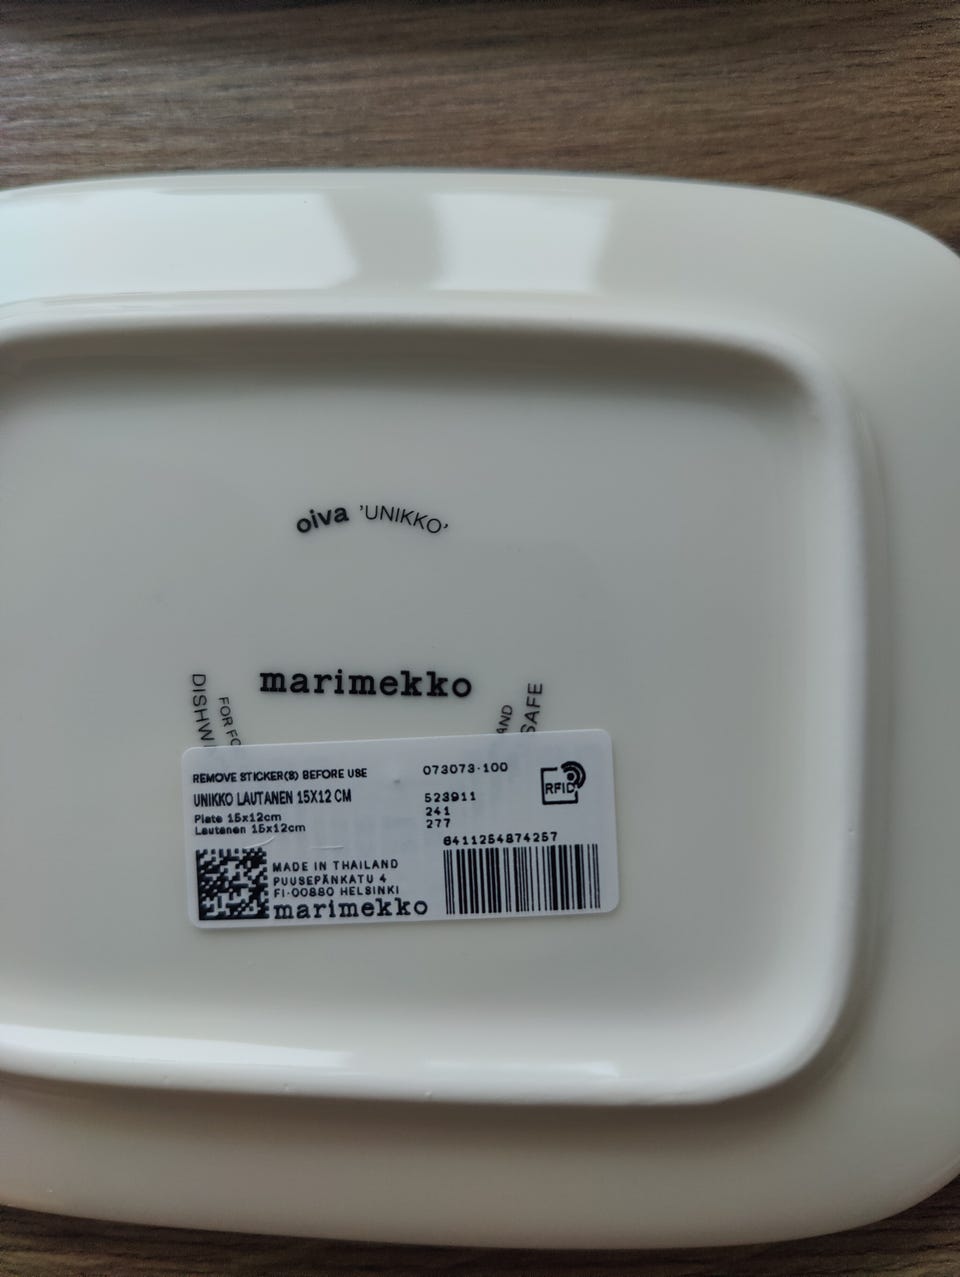 oiva 'UNIKKO'
marimekko
DISHW
FOR FO
AND
SAFE
REMOVE STICKER(S) BEFORE USE
UNIKKO LAUTANEN 15X12 CM
Plate 15x12cm
Lautanen 15x12cm
073073-100
523911
241
277
RFID
6411254874257
MADE IN THAILAND
PUUSEPÄNKATU 4
FI-00880 HELSINKI
marimekko